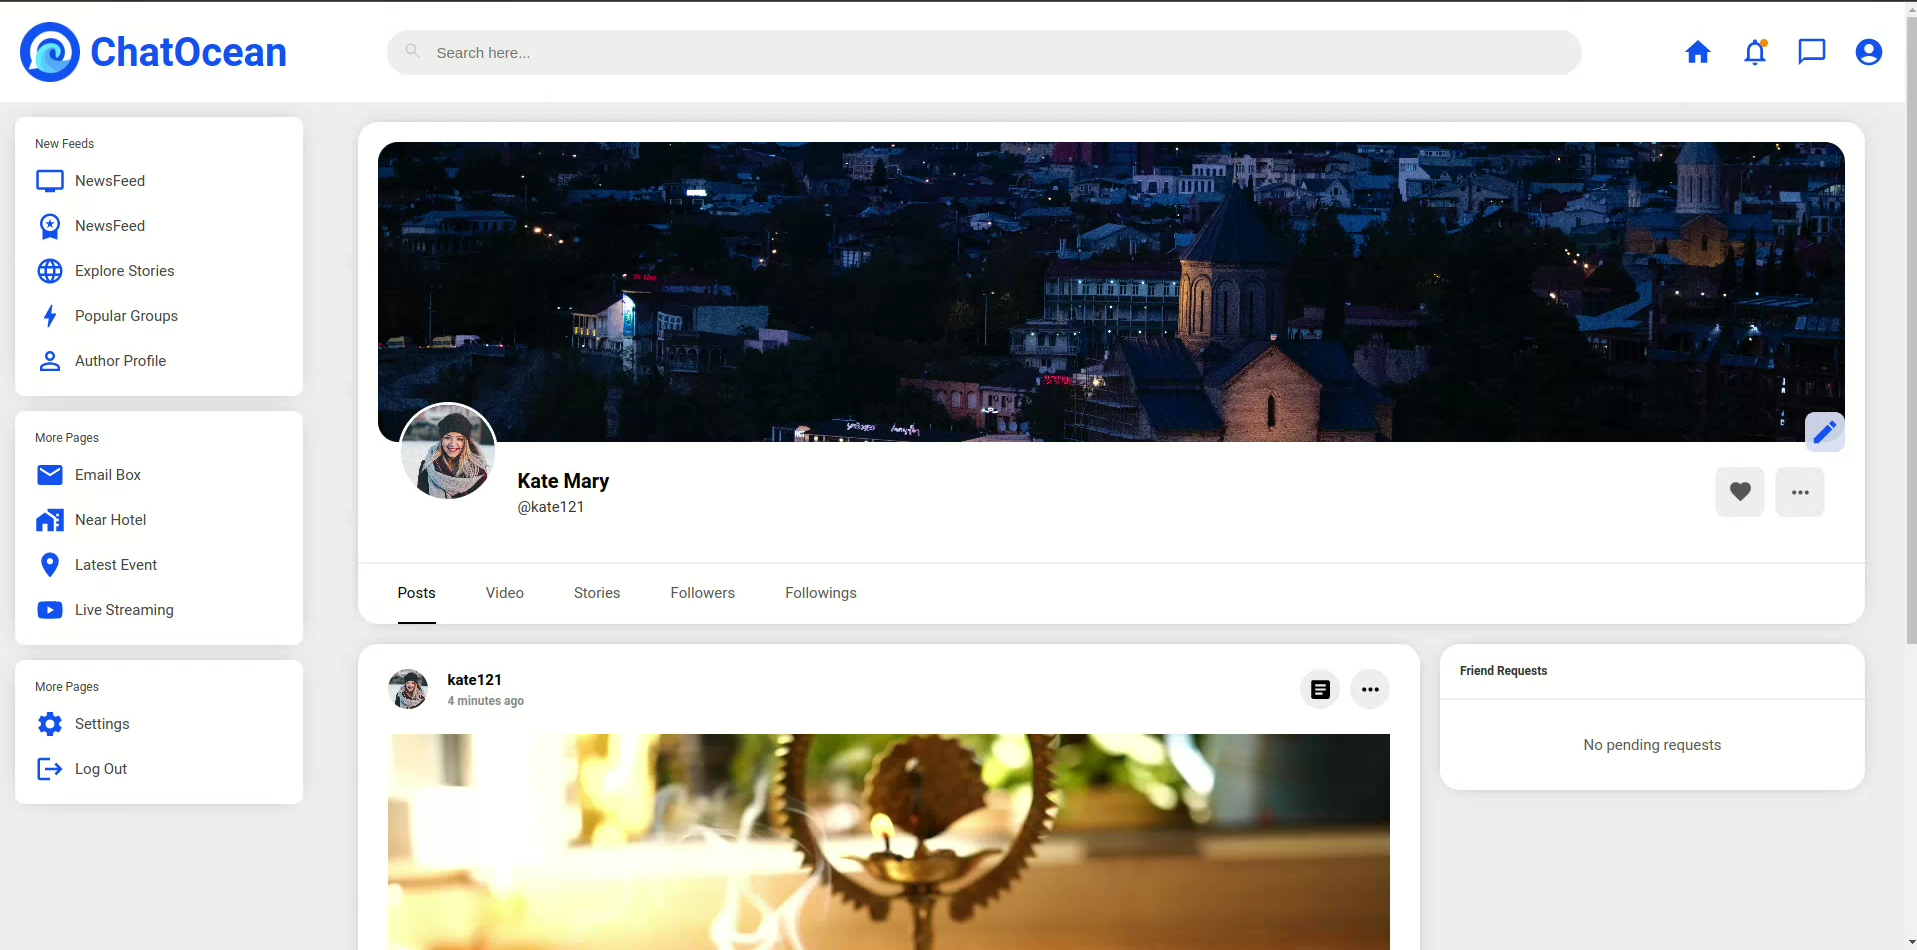 ChatOcean
Search here...
New Feeds
NewsFeed
NewsFeed
Explore Stories
Popular Groups
Author Profile
More Pages
Email Box
Near Hotel
Latest Event
Live Streaming
More Pages
Settings
Log Out
Kate Mary
@kate121
Posts
Video
Stories
Followers
Followings
kate121
4 minutes ago
Friend Requests
No pending requests